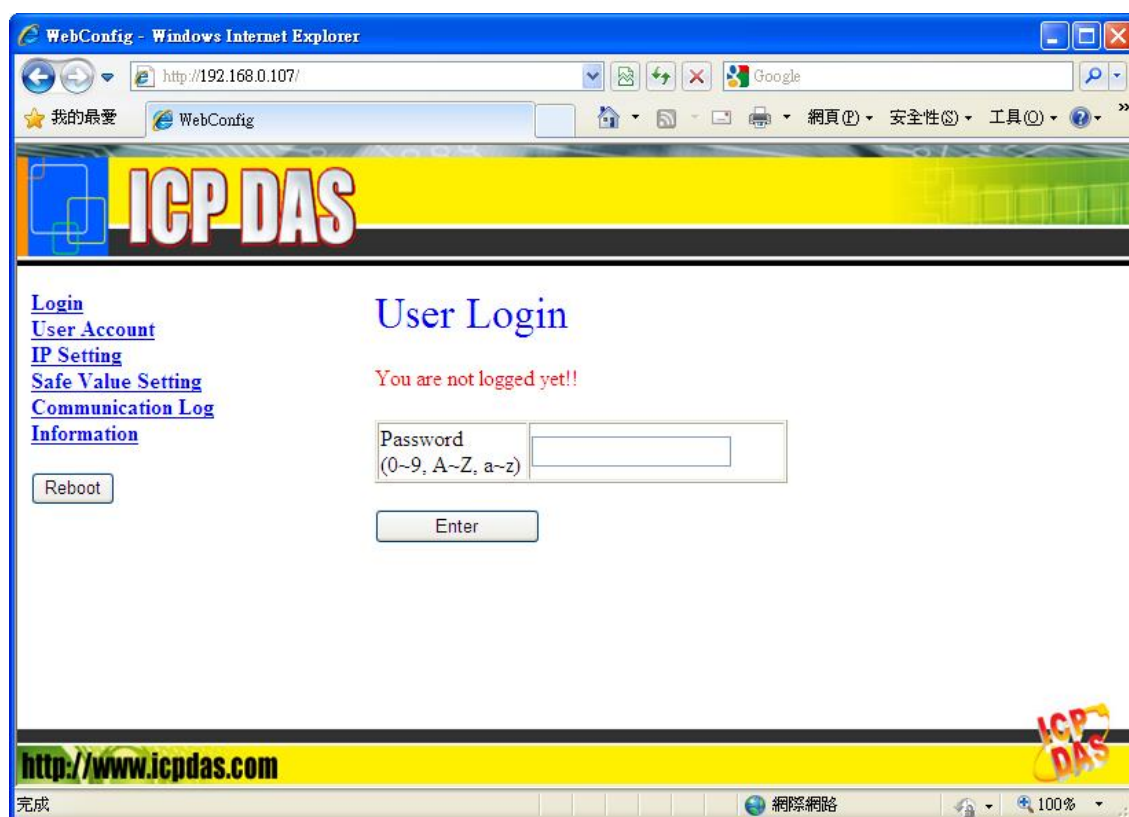 WebConfig - Windows Internet Explorer
http://192.168.0.107/
Google
我的最愛
WebConfig
網頁(P)
安全性(S)
工具(O)
»
ICP DAS
Login
User Account
IP Setting
Safe Value Setting
Communication Log
Information
Reboot
User Login
You are not logged yet!!
Password
(0~9, A~Z, a~z)
Enter
ICP
DAS
http://www.icpdas.com
完成
網際網路
100%